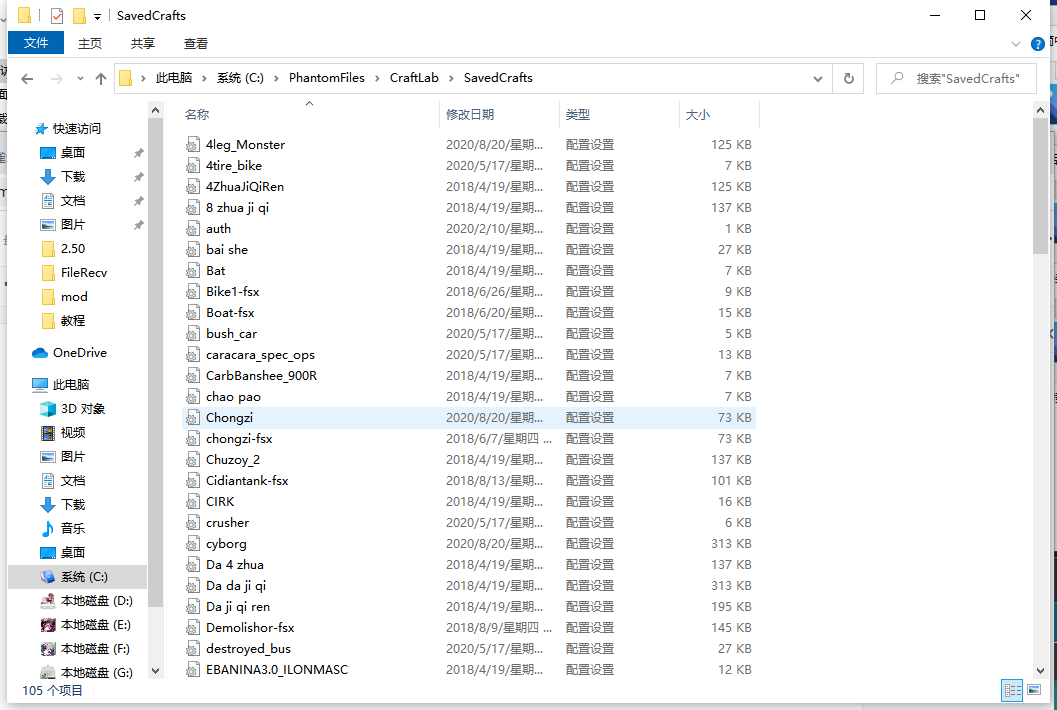 SavedCrafts
文件 主页 共享 查看
此电脑 系统 (C:) PhantomFiles CraftLab SavedCrafts 搜索"SavedCrafts"
名称 修改日期 类型 大小
快速访问
桌面
下载
文档
图片
2.50
FileRecv
mod
教程
OneDrive
此电脑
3D 对象
视频
图片
文档
下载
音乐
桌面
系统 (C:)
本地磁盘 (D:)
本地磁盘 (E:)
本地磁盘 (F:)
本地磁盘 (G:)
4leg_Monster 2020/8/20/星期... 配置设置 125 KB
4tire_bike 2020/5/17/星期... 配置设置 7 KB
4ZhuaJiQiRen 2018/4/19/星期... 配置设置 125 KB
8 zhua ji qi 2018/4/19/星期... 配置设置 137 KB
auth 2020/2/10/星期... 配置设置 1 KB
bai she 2018/4/19/星期... 配置设置 27 KB
Bat 2018/4/19/星期... 配置设置 7 KB
Bike1-fsx 2018/6/26/星期... 配置设置 9 KB
Boat-fsx 2018/6/20/星期... 配置设置 15 KB
bush_car 2020/5/17/星期... 配置设置 5 KB
caracara_spec_ops 2020/5/17/星期... 配置设置 13 KB
CarbBanshee_900R 2018/4/19/星期... 配置设置 7 KB
chao pao 2018/4/19/星期... 配置设置 7 KB
Chongzi 2020/8/20/星期... 配置设置 73 KB
chongzi-fsx 2018/6/7/星期四 ... 配置设置 73 KB
Chuzoy_2 2018/4/19/星期... 配置设置 137 KB
Cidiantank-fsx 2018/8/13/星期... 配置设置 101 KB
CIRK 2018/4/19/星期... 配置设置 16 KB
crusher 2020/5/17/星期... 配置设置 6 KB
cyborg 2020/8/20/星期... 配置设置 313 KB
Da 4 zhua 2018/4/19/星期... 配置设置 137 KB
Da da ji qi 2018/4/19/星期... 配置设置 313 KB
Da ji qi ren 2018/4/19/星期... 配置设置 195 KB
Demolishor-fsx 2018/8/9/星期四 ... 配置设置 145 KB
destroyed_bus 2020/5/17/星期... 配置设置 27 KB
EBANINA3.0_ILONMASC 2018/4/19/星期... 配置设置 12 KB
105 个项目